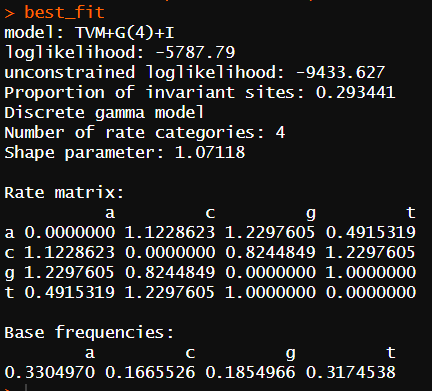 > best_fit
model: TVM+G(4)+I
loglikelihood: -5787.79
unconstrained loglikelihood: -9433.627
Proportion of invariant sites: 0.293441
Discrete gamma model
Number of rate categories: 4
Shape parameter: 1.07118
Rate matrix:
a c g t
a 0.0000000 1.1228623 1.2297605 0.4915319
c 1.1228623 0.0000000 0.8244849 1.2297605
g 1.2297605 0.8244849 0.0000000 1.0000000
t 0.4915319 1.2297605 1.0000000 0.0000000
Base frequencies:
a c g t
0.3304970 0.1665526 0.1854966 0.3174538